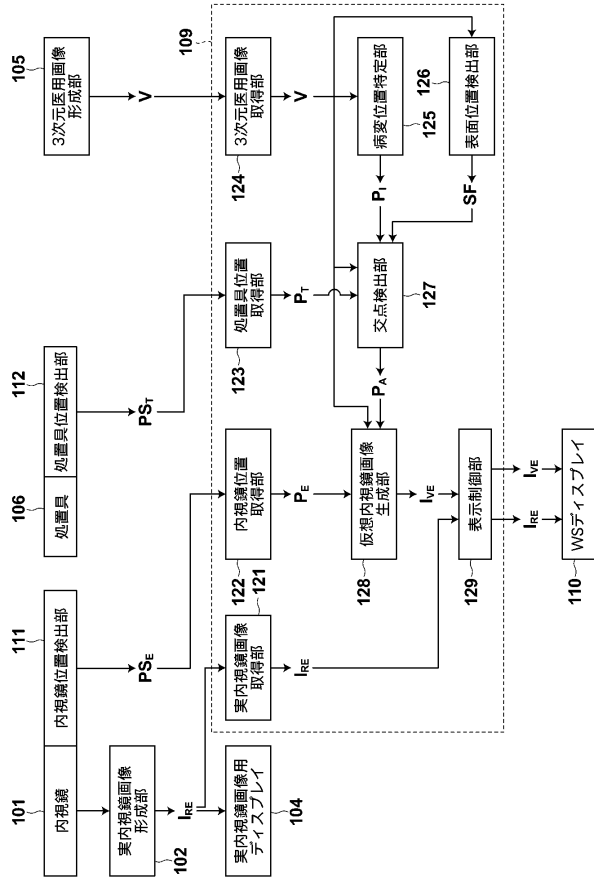 101
内視鏡
111
内視鏡位置検出部
106
処置具
112
処置具位置検出部
105
3次元医用画像
形成部
実内視鏡画像
形成部
102
PS_E
PS_T
V
I_RE
実内視鏡画像用
ディスプレイ
104
109
実内視鏡画像
取得部
121
内視鏡位置
取得部
122
処置具位置
取得部
123
3次元医用画像
取得部
124
I_RE
P_E
P_T
V
仮想内視鏡画像
生成部
128
P_A
交点検出部
127
P_I
病変位置特定部
125
SF
126
表面位置検出部
I_VE
表示制御部
129
I_RE
I_VE
WSディスプレイ
110